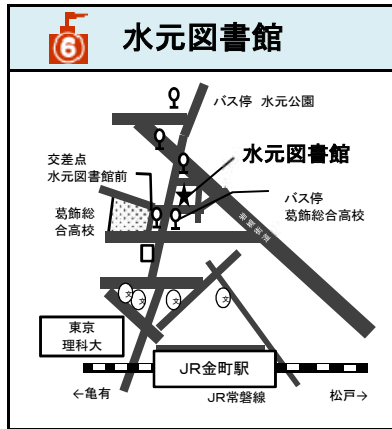 6
水元図書館
バス停 水元公園
交差点
水元図書館前
水元図書館
バス停
葛飾総合高校
葛飾総
合高校
岩槻街道
文
文
文
文
東京
理科大
JR金町駅
←亀有
JR常磐線
松戸→